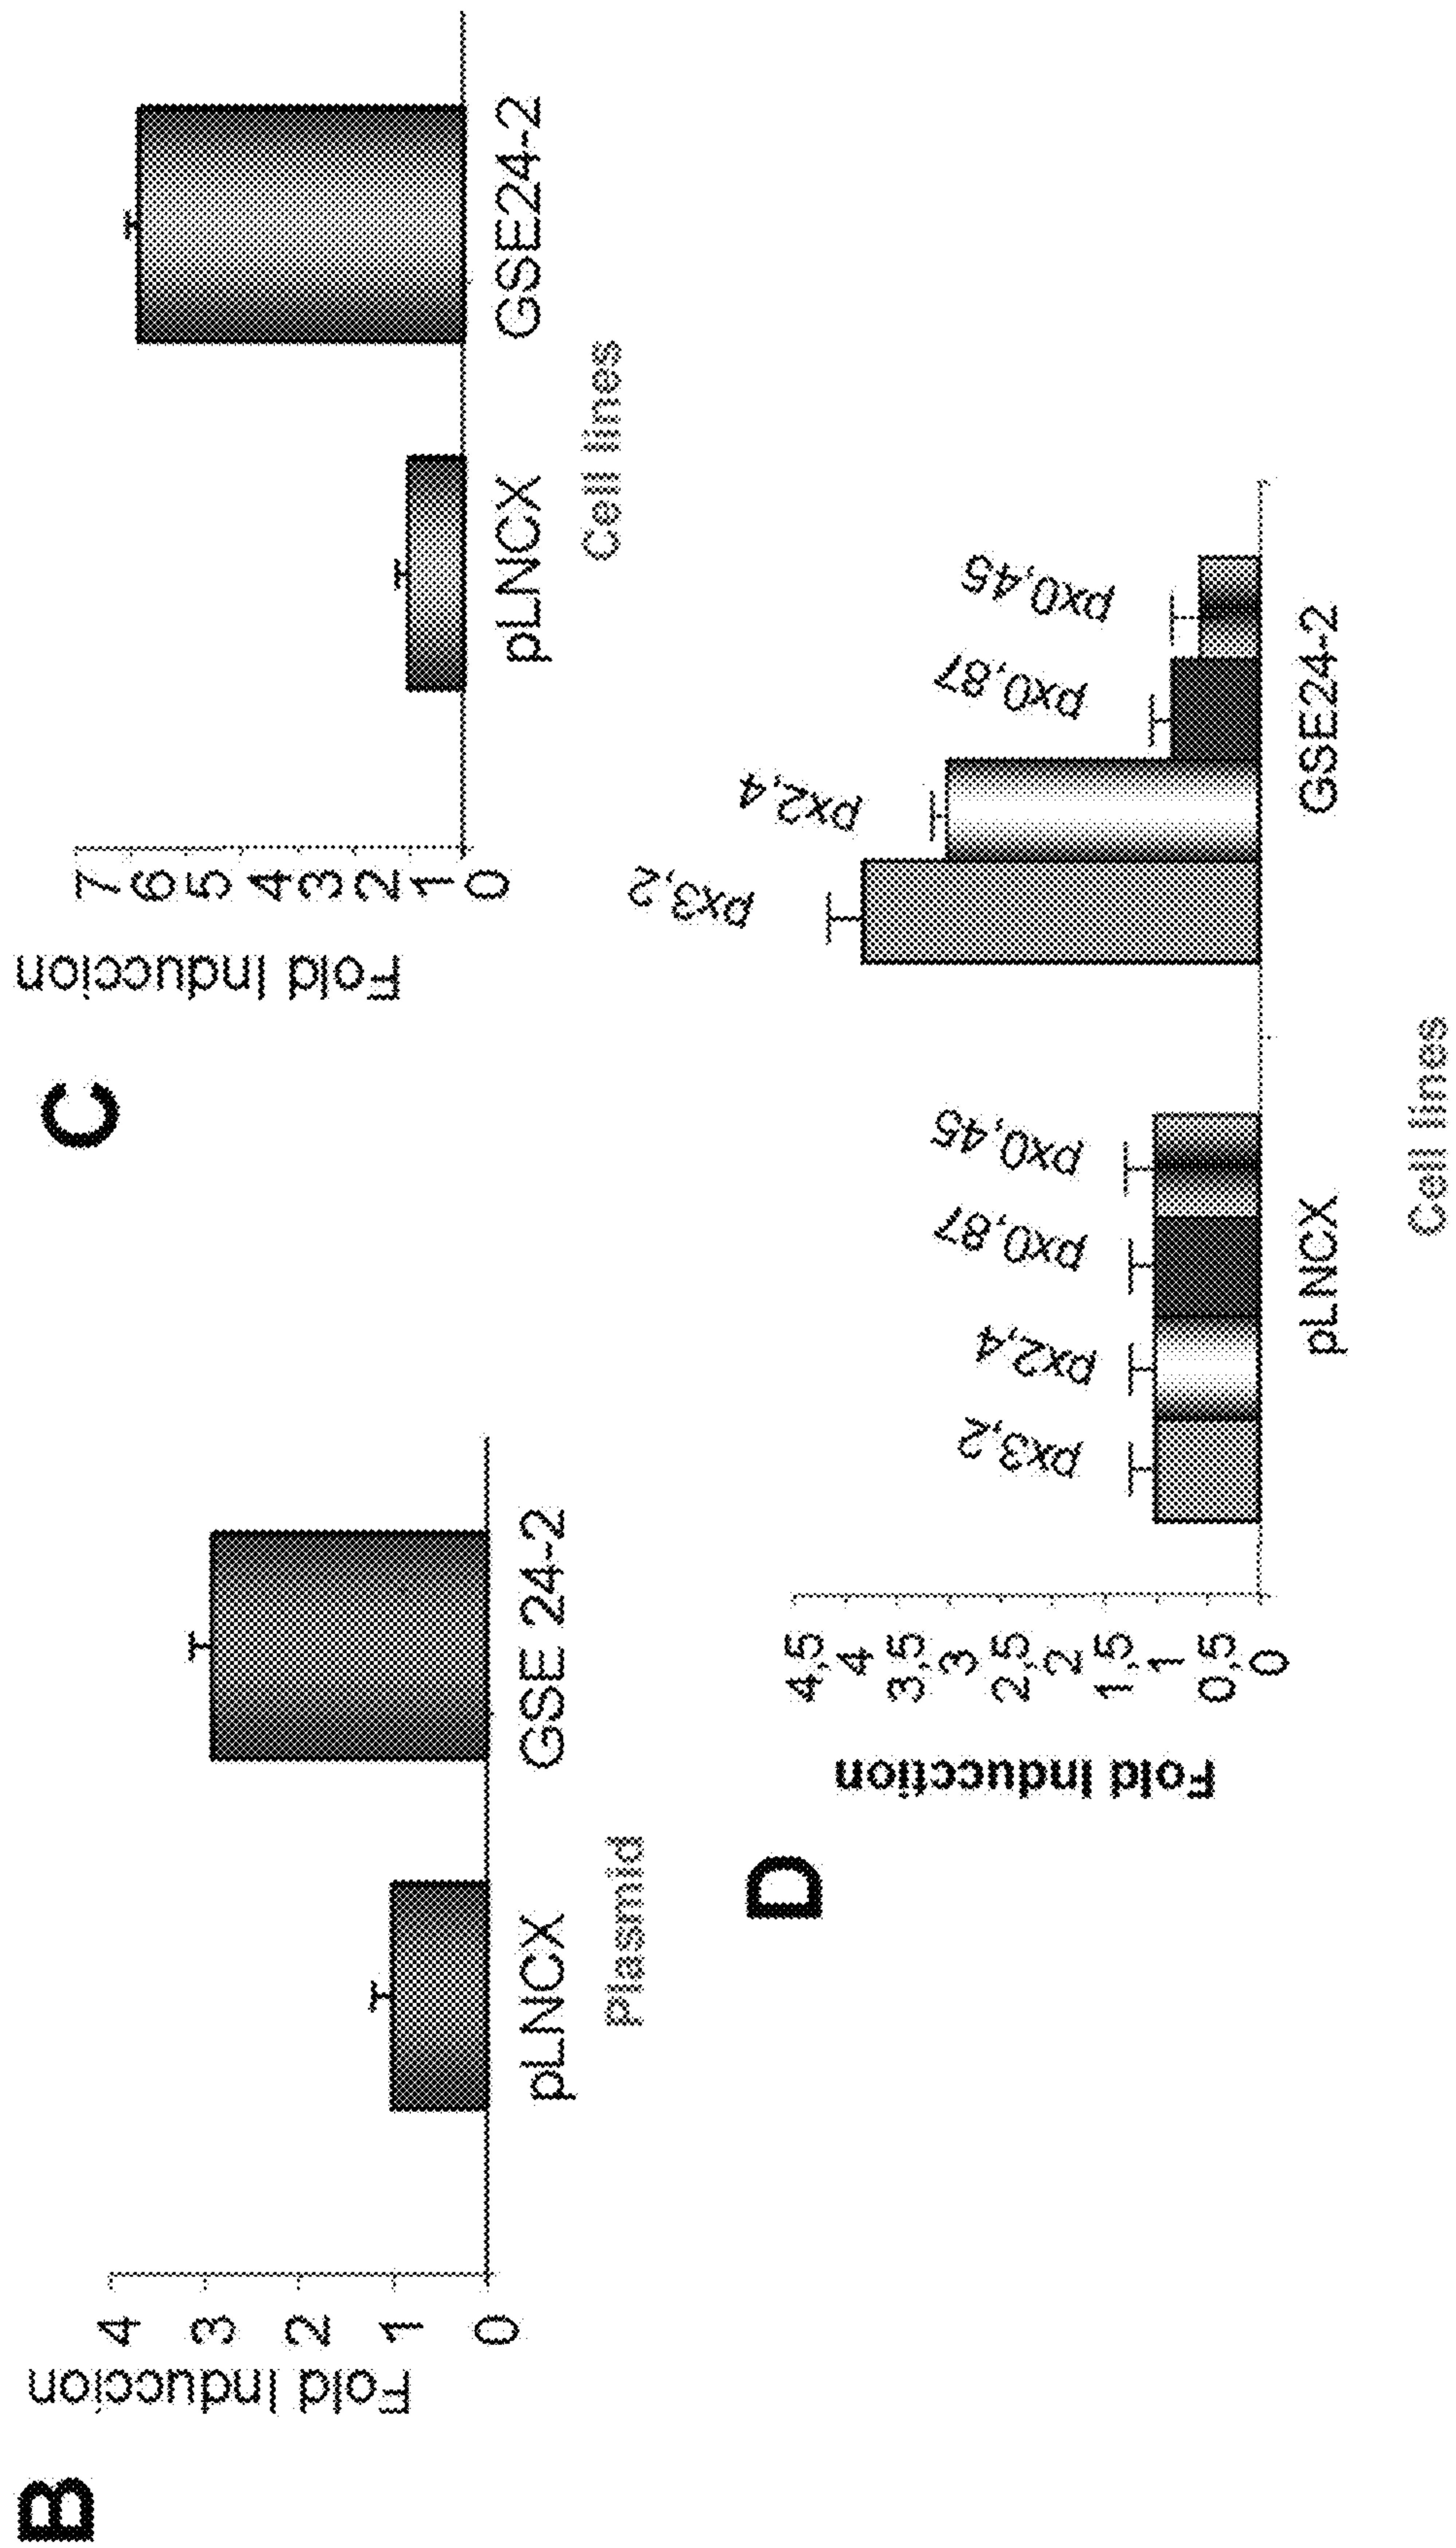 B
Fold Induccion
4
3
2
1
0
pLNCX
GSE 24-2
Plasmid
C
Fold Induccion
7
6
5
4
3
2
1
0
pLNCX
GSE24-2
Cell lines
D
Fold Inducction
4,5
4
3,5
3
2,5
2
1,5
1
0,5
0
px3,2
px2,4
px0,87
px0,45
px3,2
px2,4
px0,87
px0,45
pLNCX
GSE24-2
Cell lines